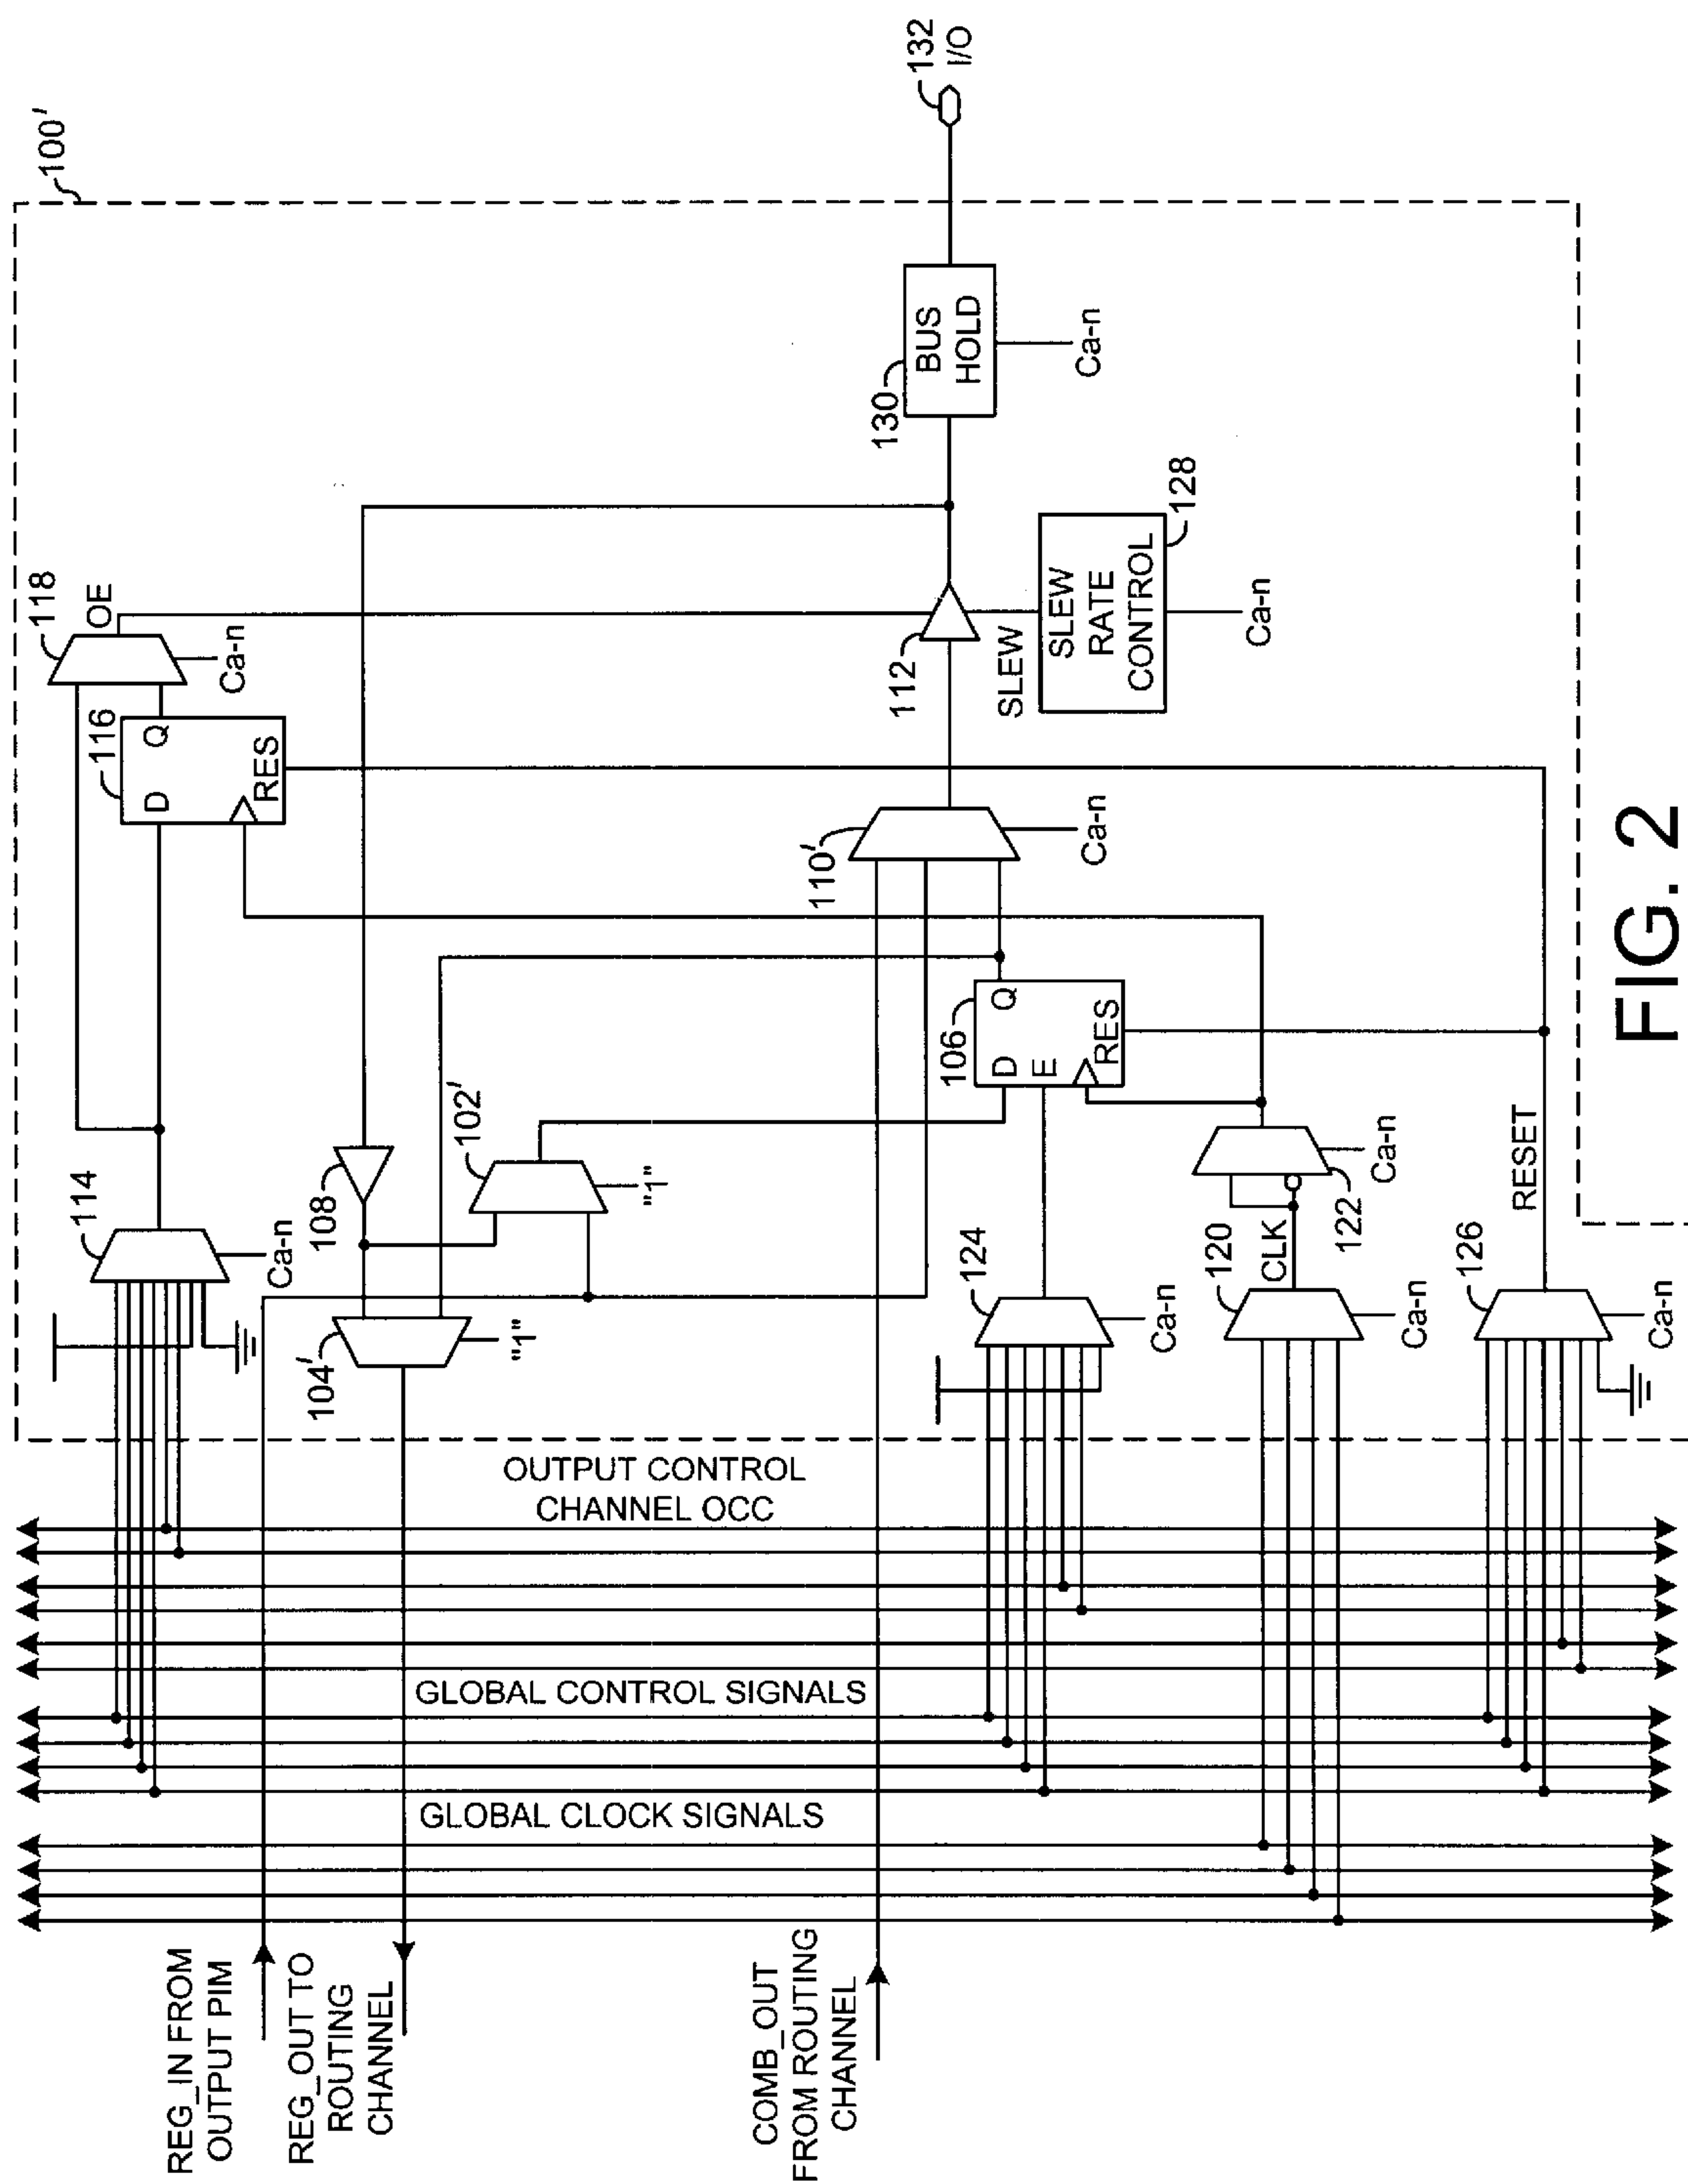 100'
114
Ca-n
116
D
Q
RES
118
OE
Ca-n
108
104'
"1"
102'
"1"
REG_IN FROM
OUTPUT PIM
REG_OUT TO
ROUTING
CHANNEL
OUTPUT CONTROL
CHANNEL OCC
GLOBAL CONTROL SIGNALS
GLOBAL CLOCK SIGNALS
COMB_OUT
FROM ROUTING
CHANNEL
110'
Ca-n
112
SLEW
SLEW
RATE
CONTROL
128
Ca-n
130
BUS
HOLD
Ca-n
132
I/O
106
D
Q
E
RES
124
Ca-n
120
CLK
Ca-n
122
Ca-n
126
RESET
Ca-n
FIG. 2